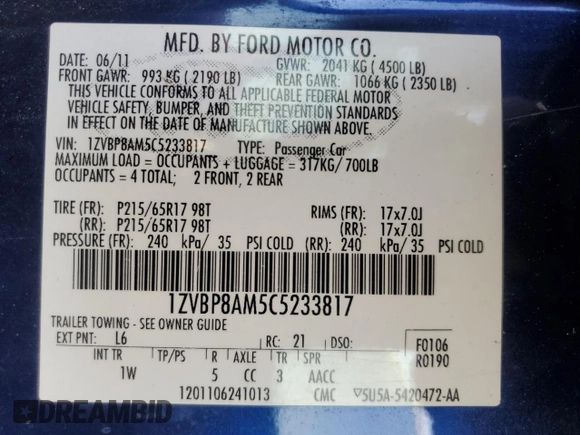 MFD. BY FORD MOTOR CO.
DATE: 06/11 GVWR: 2041 KG (4500 LB)
FRONT GAWR: 993 KG (2190 LB) REAR GAWR: 1066 KG (2350 LB)
THIS VEHICLE CONFORMS TO ALL APPLICABLE FEDERAL MOTOR
VEHICLE SAFETY, BUMPER, AND THEFT PREVENTION STANDARDS
IN EFFECT ON THE DATE OF MANUFACTURE SHOWN ABOVE.
VIN: 1ZVBP8AM5C5233817 TYPE: Passenger Car
MAXIMUM LOAD = OCCUPANTS + LUGGAGE = 317KG/700LB
OCCUPANTS = 4 TOTAL; 2 FRONT, 2 REAR
TIRE (FR): P215/65R17 98T RIMS (FR): 17x7.0J
(RR): P215/65R17 98T (RR): 17x7.0J
PRESSURE (FR): 240 kPa/ 35 PSI COLD (RR): 240 kPa/ 35 PSI COLD
1ZVBP8AM5C5233817
TRAILER TOWING - SEE OWNER GUIDE
EXT PNT: L6 RC: 21 DSO: F0106
INT TR TP/PS R AXLE TR SPR R0190
1W 5 CC 3 AACC
1201106241013 CMC ▽5U5A-5420472-AA
DREAMBID